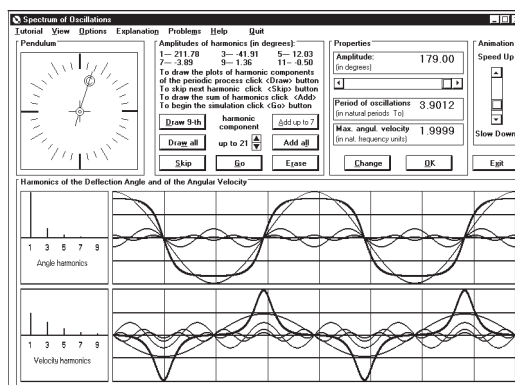 Spectrum of Oscillations
Tutorial View Options Explanation Problems Help Quit
Pendulum
Amplitudes of harmonics (in degrees):
1— 211.78 3— -41.91 5— 12.03
7— -3.89 9— 1.36 11— -0.50
To draw the plots of harmonic components
of the periodic process click <Draw> button
To skip next harmonic click <Skip> button
To draw the sum of harmonics click <Add>
To begin the simulation click <Go> button
Draw 9-th harmonic component Add up to 7
Draw all up to 21 Add all
Skip Go Erase
Properties
Amplitude: 179.00
(in degrees)
Period of oscillations 3.9012
(in natural periods To)
Max. angul. velocity 1.9999
(in nat. frequency units)
Change OK
Animation
Speed Up
Slow Down
Exit
Harmonics of the Deflection Angle and of the Angular Velocity
1 3 5 7 9
Angle harmonics
1 3 5 7 9
Velocity harmonics